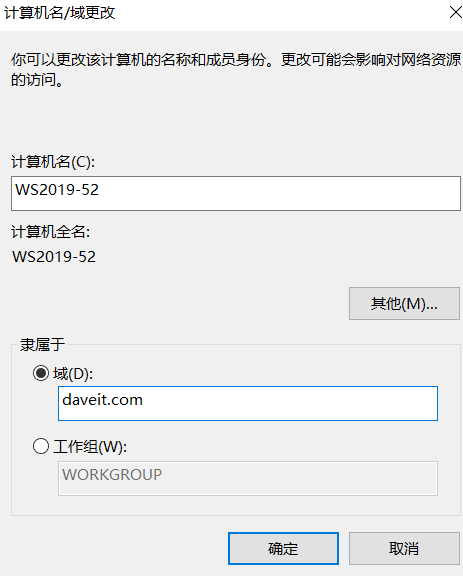 计算机名/域更改
你可以更改该计算机的名称和成员身份。更改可能会影响对网络资源
的访问。
计算机名(C):
WS2019-52
计算机全名:
WS2019-52
其他(M)...
隶属于
域(D):
daveit.com
工作组(W):
WORKGROUP
确定
取消